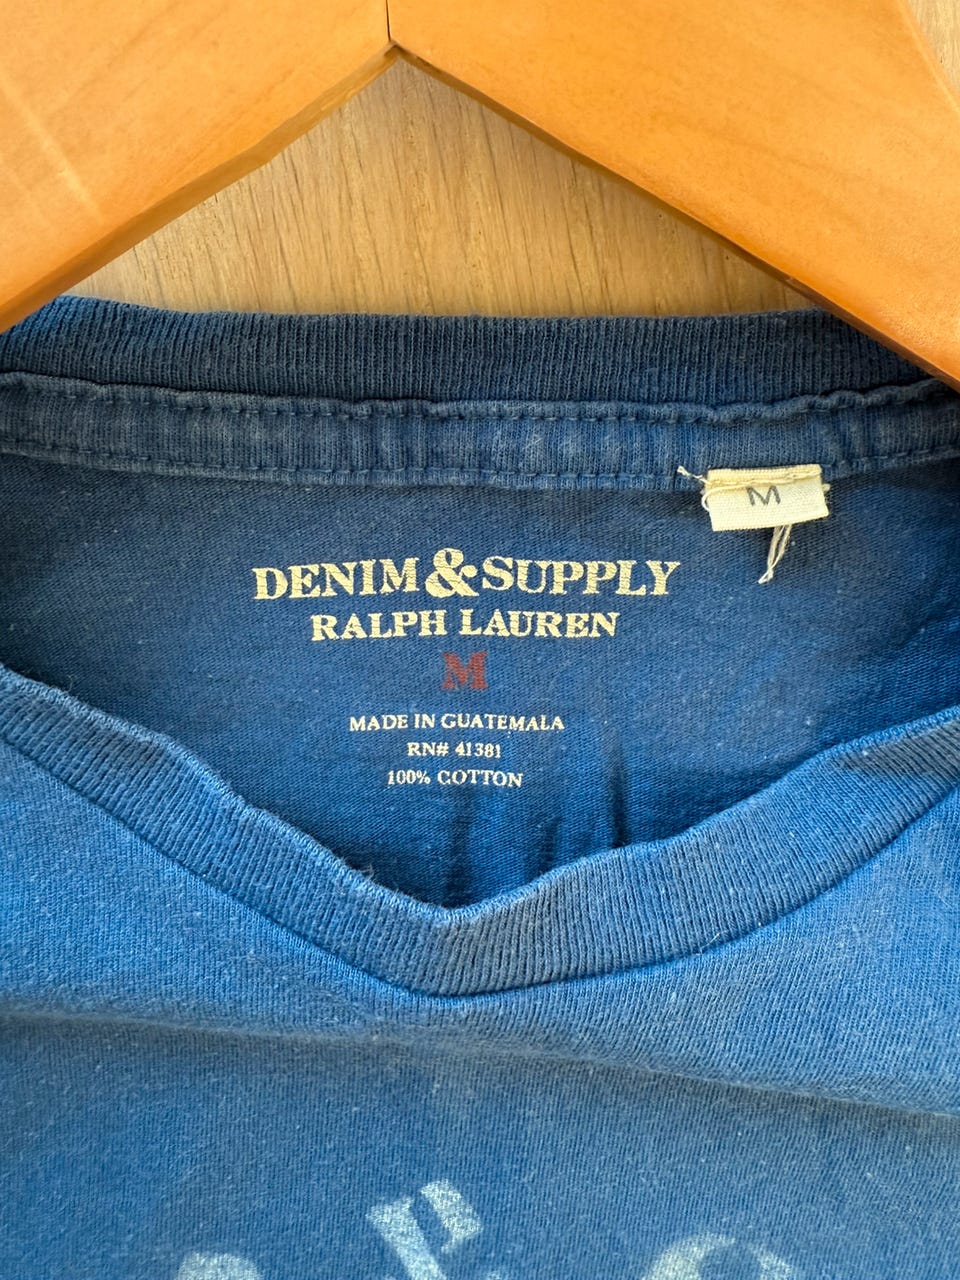 M
DENIM & SUPPLY
RALPH LAUREN
M
MADE IN GUATEMALA
RN# 41381
100% COTTON